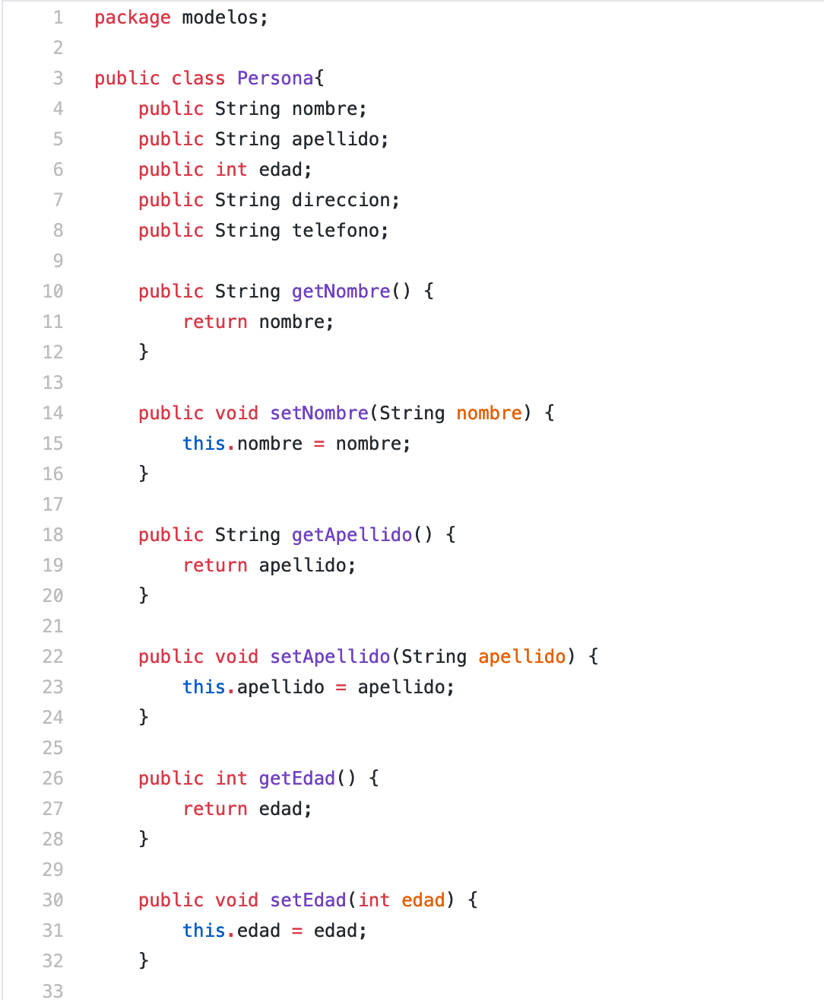 1 package modelos;
2
3 public class Persona{
4 public String nombre;
5 public String apellido;
6 public int edad;
7 public String direccion;
8 public String telefono;
9
10 public String getNombre() {
11 return nombre;
12 }
13
14 public void setNombre(String nombre) {
15 this.nombre = nombre;
16 }
17
18 public String getApellido() {
19 return apellido;
20 }
21
22 public void setApellido(String apellido) {
23 this.apellido = apellido;
24 }
25
26 public int getEdad() {
27 return edad;
28 }
29
30 public void setEdad(int edad) {
31 this.edad = edad;
32 }
33